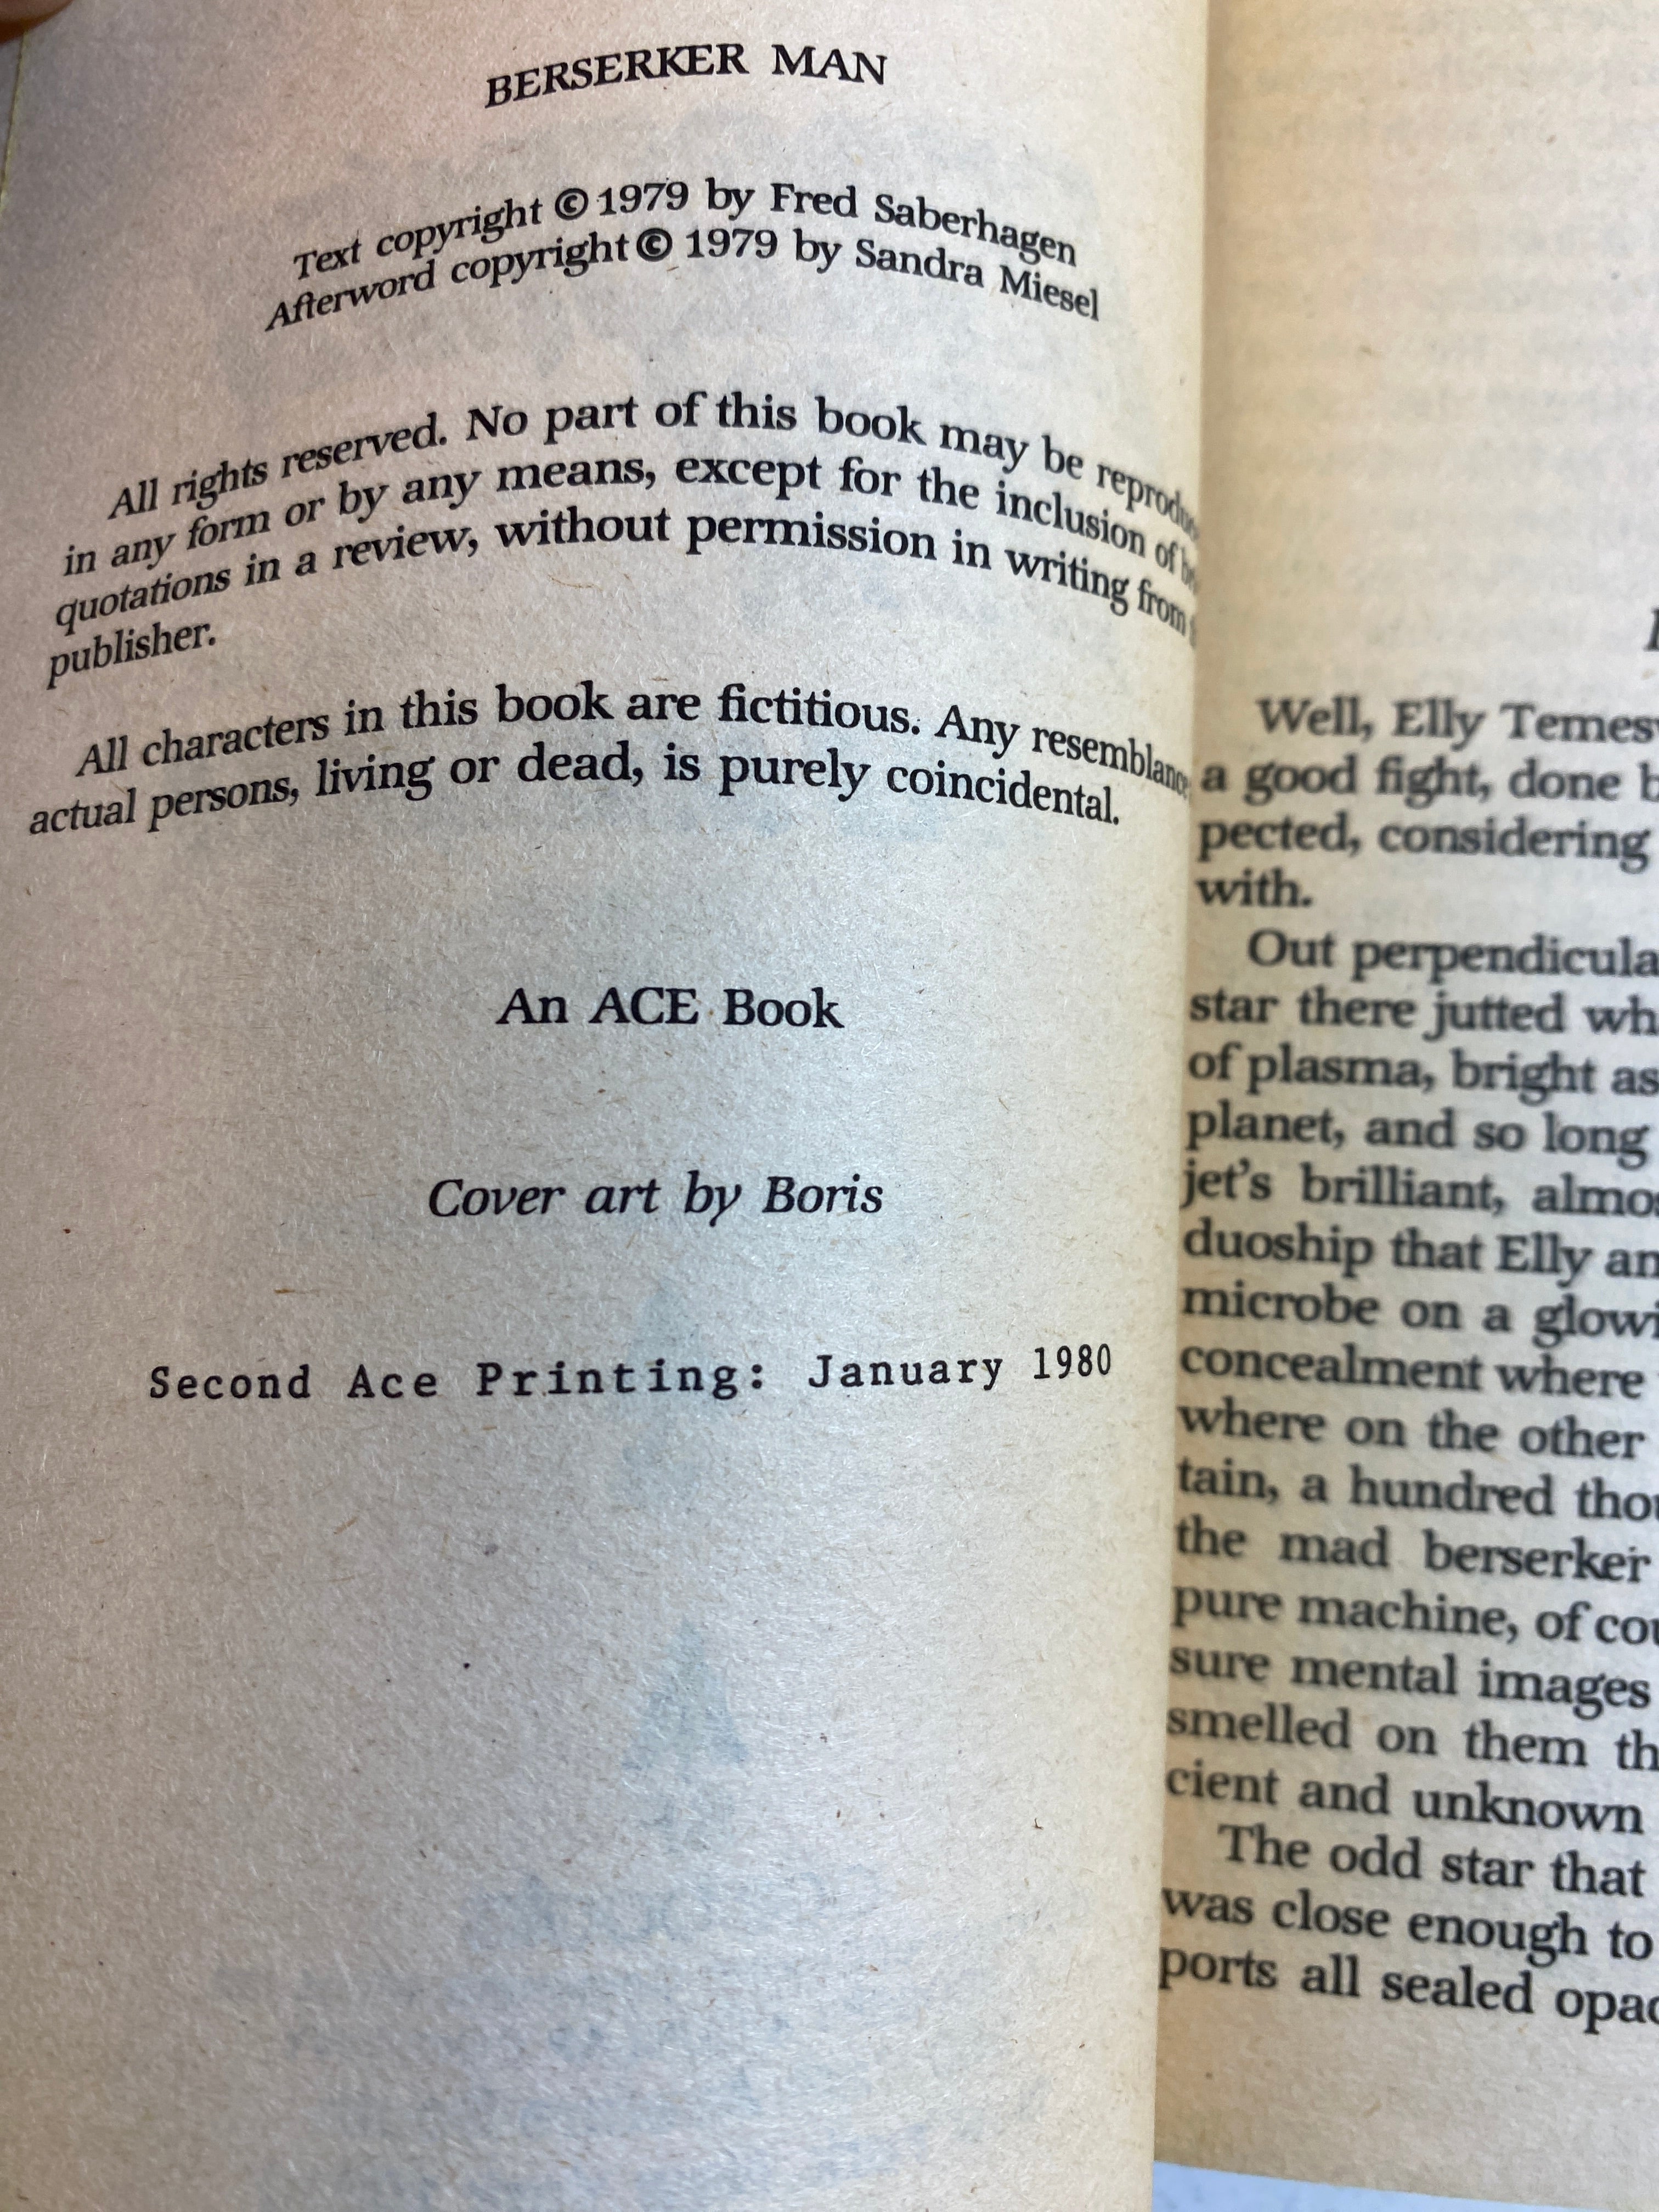 BERSERKER MAN
Text copyright © 1979 by Fred Saberhagen
Afterword copyright © 1979 by Sandra Miesel
All rights reserved. No part of this book may be
in any form or by any means, except for the inclusion of
quotations in a review, without permission in writing from
publisher.
All characters in this book are fictitious. Any resemblance
actual persons, living or dead, is purely coincidental.
An ACE Book
Cover art by Boris
Second Ace Printing: January 1980
Well, Elly
a good fight, done
pected, considering
with.
Out
star there jutted
of plasma, bright as
planet, and so long
jet's brilliant,
duoship that Elly
microbe on a
concealment where
where on the other
tain, a hundred
the mad berserker
pure machine, of
sure mental images
smelled on them
cient and unknown
The odd star that
was close enough to
ports all sealed